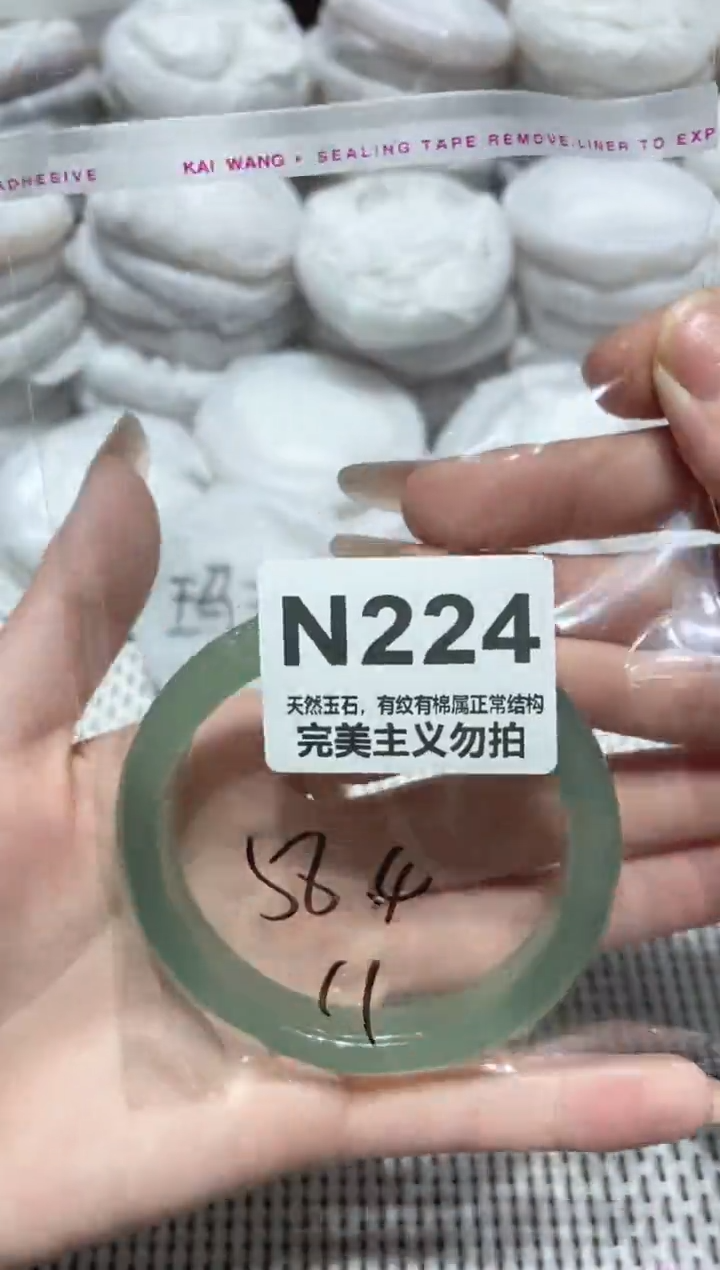 ADHESIVE KAI WANG • SEALING TAPE REMOVE LINER TO EXP
玛
N224
天然玉石，有纹有棉属正常结构
完美主义勿拍
58.4
11